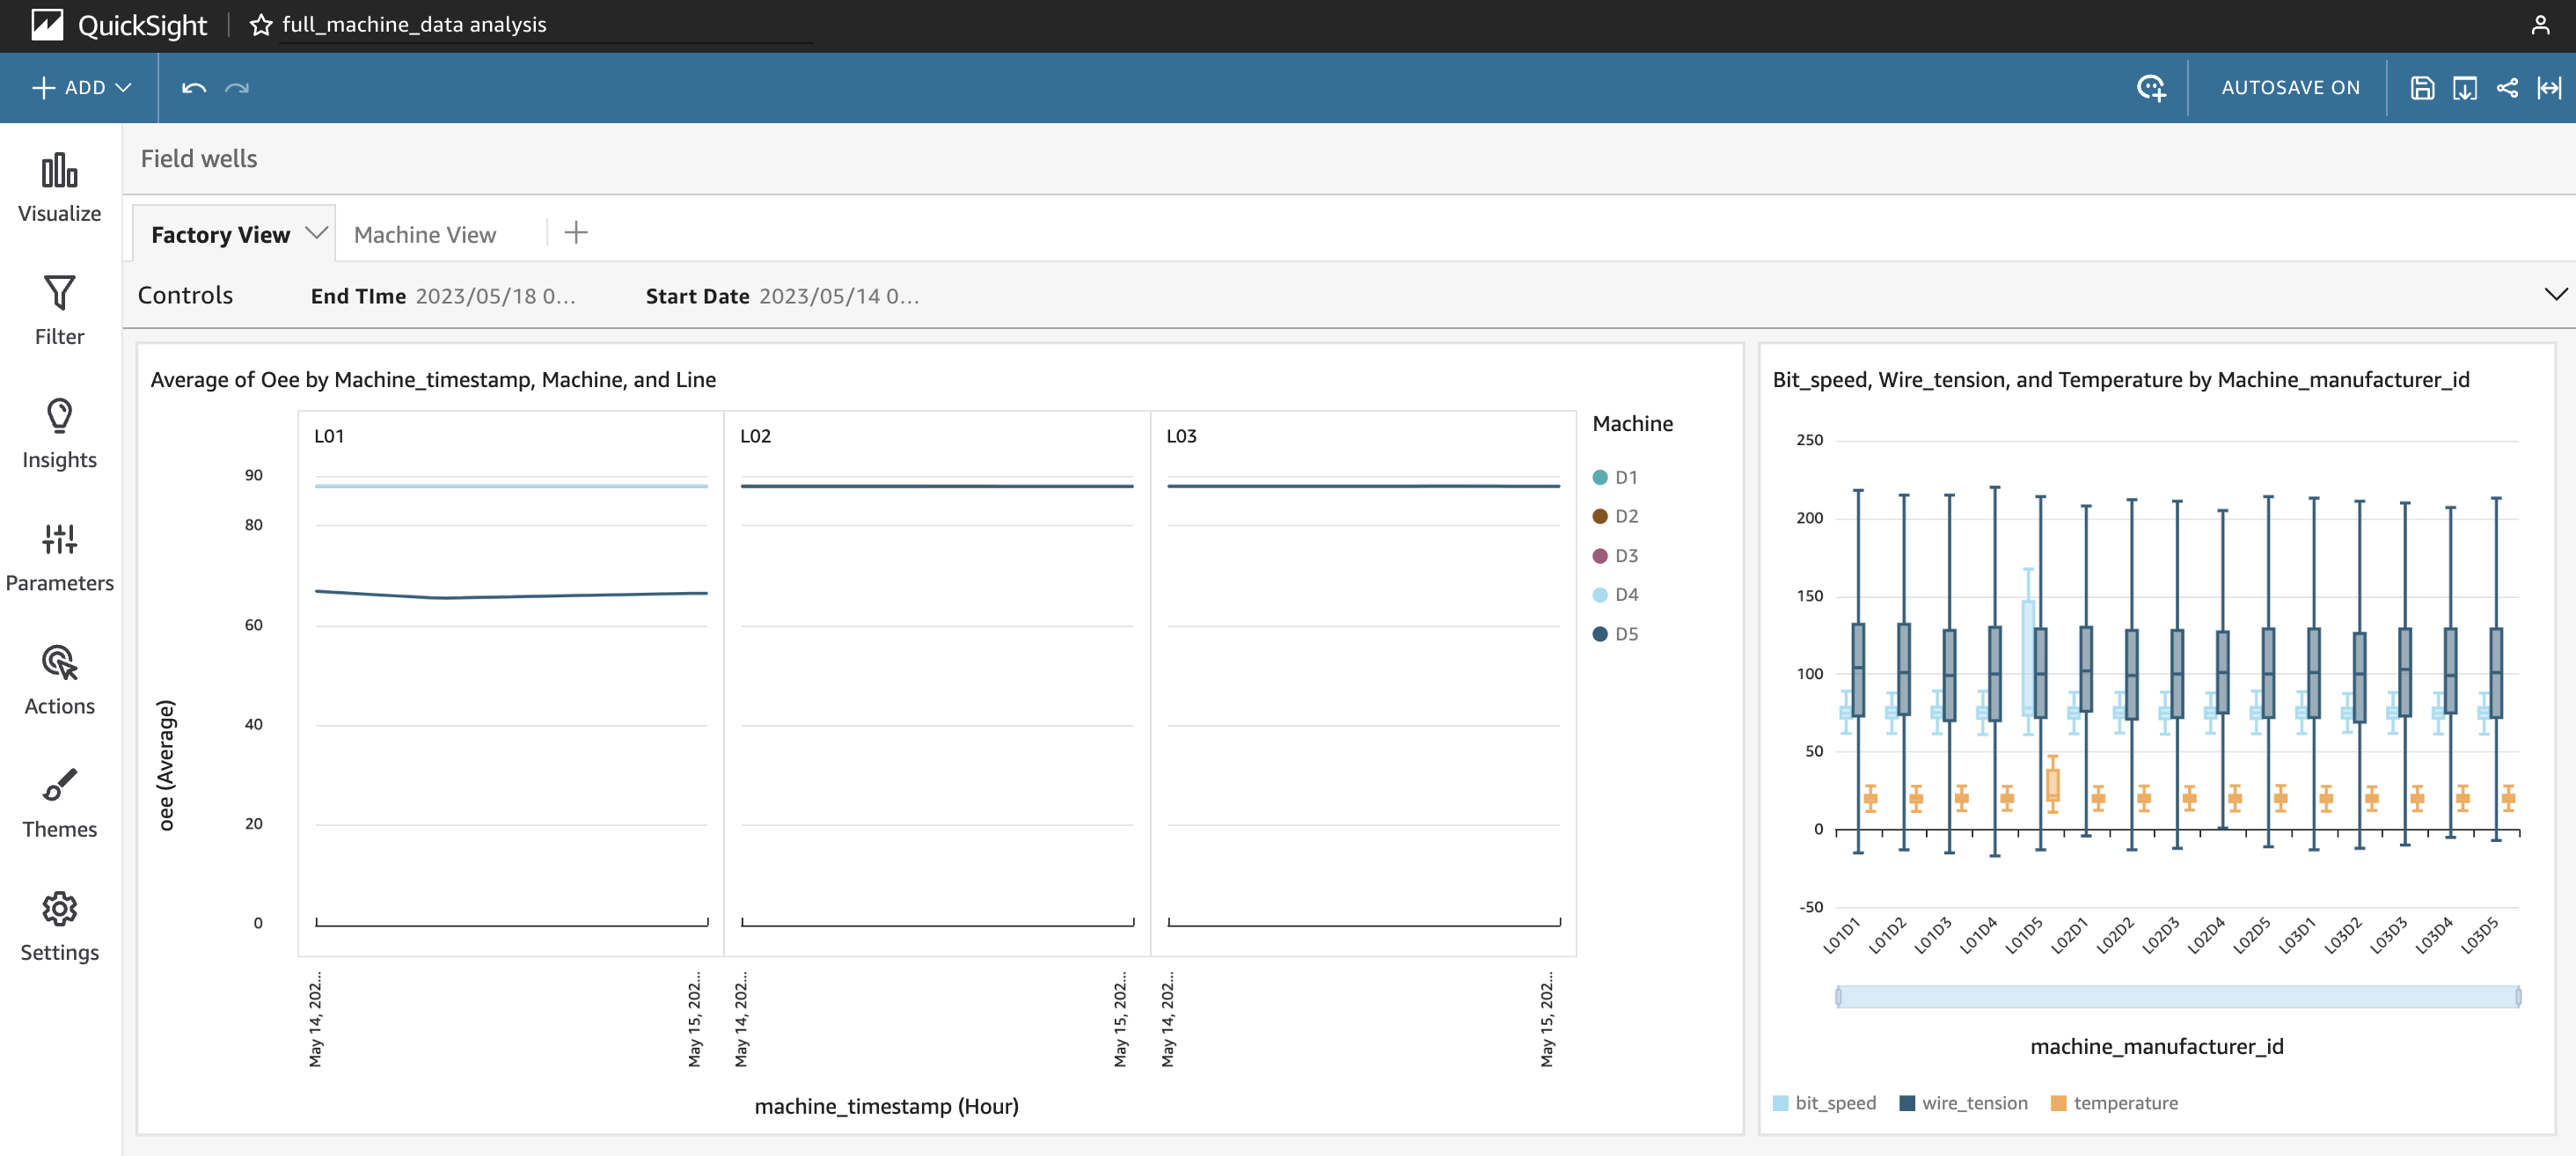 QuickSight
full_machine_data analysis
ADD
AUTOSAVE ON
Visualize
Filter
Insights
Parameters
Actions
Themes
Settings
Field wells
Factory View
Machine View
Controls
End TIme 2023/05/18 0...
Start Date 2023/05/14 0...
Average of Oee by Machine_timestamp, Machine, and Line
L01
L02
L03
90
80
60
40
20
0
oee (Average)
May 14, 202...
May 15, 202...
May 14, 202...
May 15, 202...
May 14, 202...
May 15, 202...
machine_timestamp (Hour)
Machine
D1
D2
D3
D4
D5
Bit_speed, Wire_tension, and Temperature by Machine_manufacturer_id
250
200
150
100
50
0
-50
L01D1
L01D2
L01D3
L01D4
L01D5
L02D1
L02D2
L02D3
L02D4
L02D5
L03D1
L03D2
L03D3
L03D4
L03D5
machine_manufacturer_id
bit_speed
wire_tension
temperature